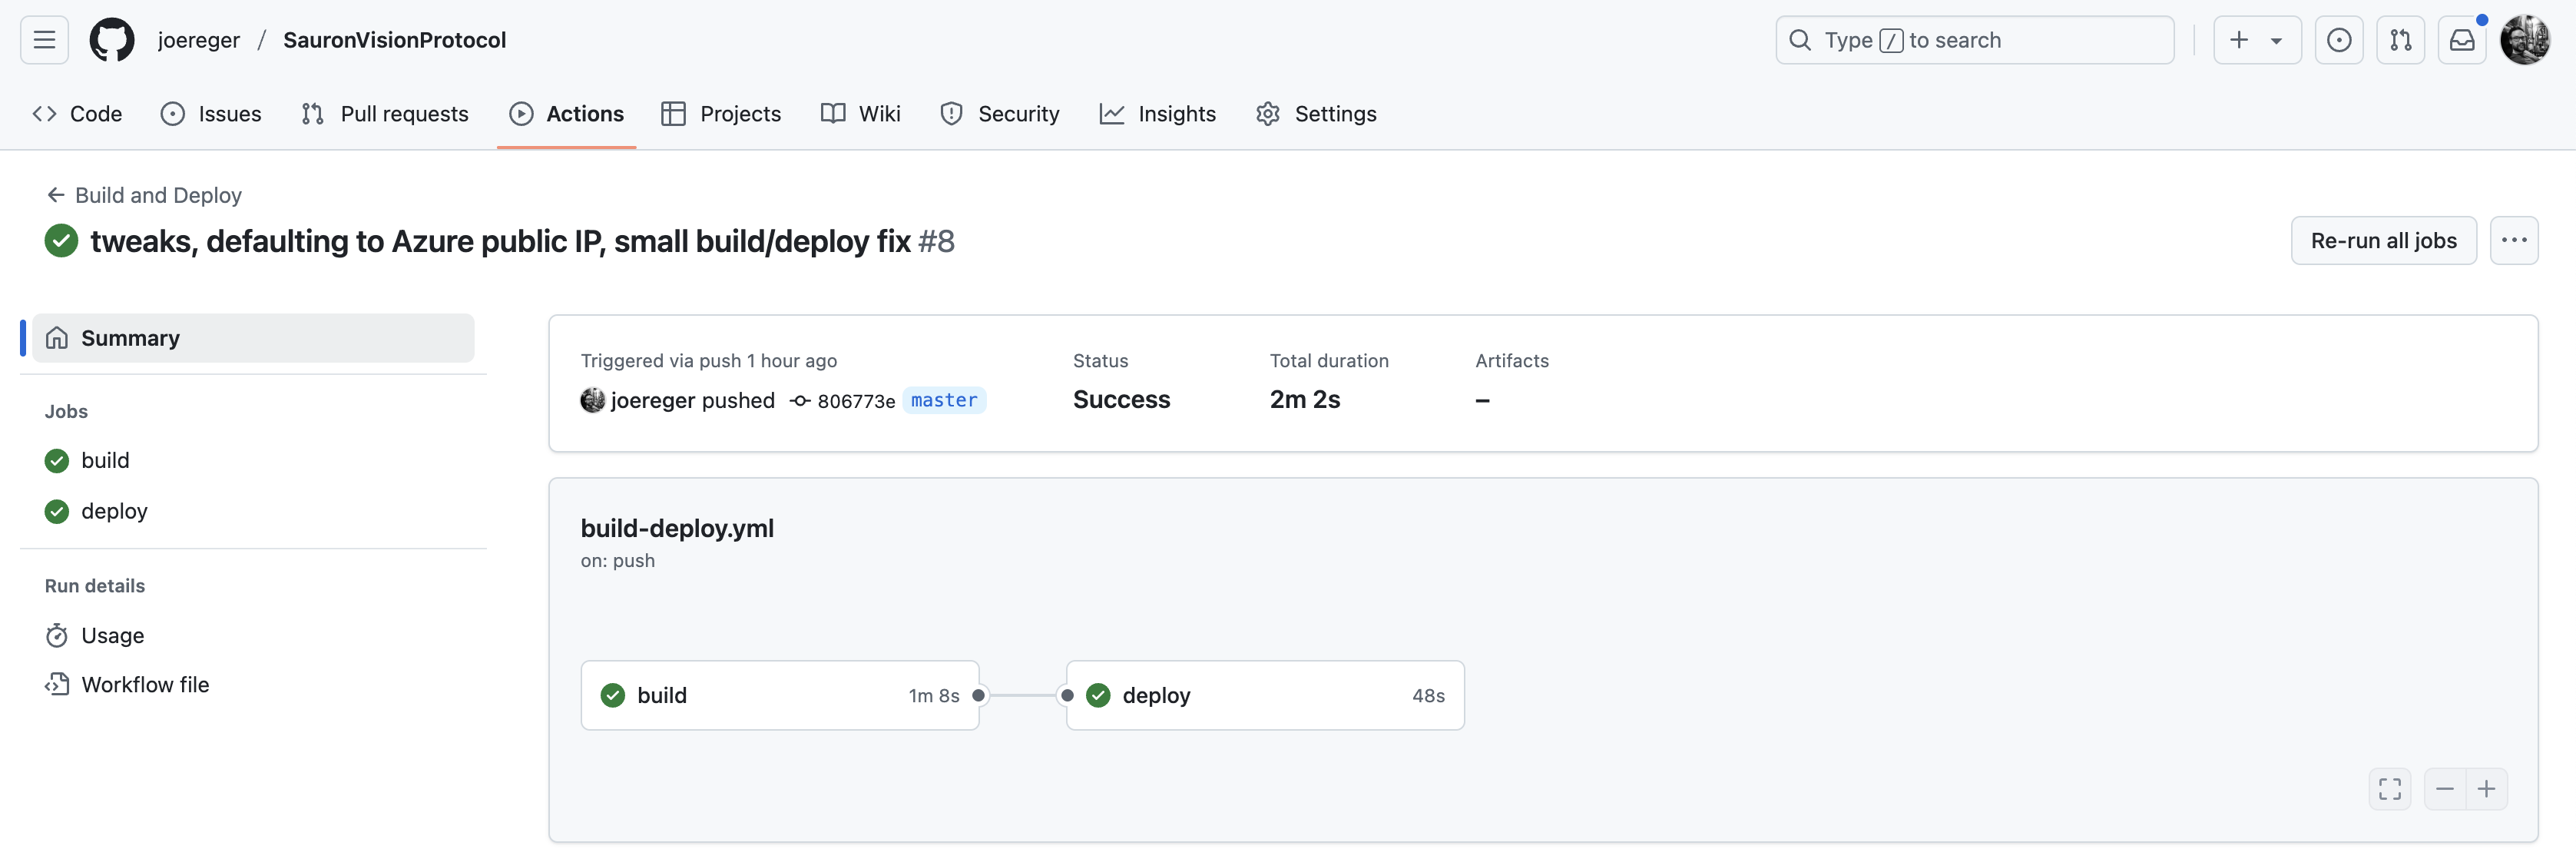 joereger / SauronVisionProtocol
Type / to search
Code
Issues
Pull requests
Actions
Projects
Wiki
Security
Insights
Settings
Build and Deploy
tweaks, defaulting to Azure public IP, small build/deploy fix #8
Re-run all jobs
Summary
Jobs
build
deploy
Run details
Usage
Workflow file
Triggered via push 1 hour ago
joereger pushed 806773e master
Status
Success
Total duration
2m 2s
Artifacts
–
build-deploy.yml
on: push
build 1m 8s
deploy 48s